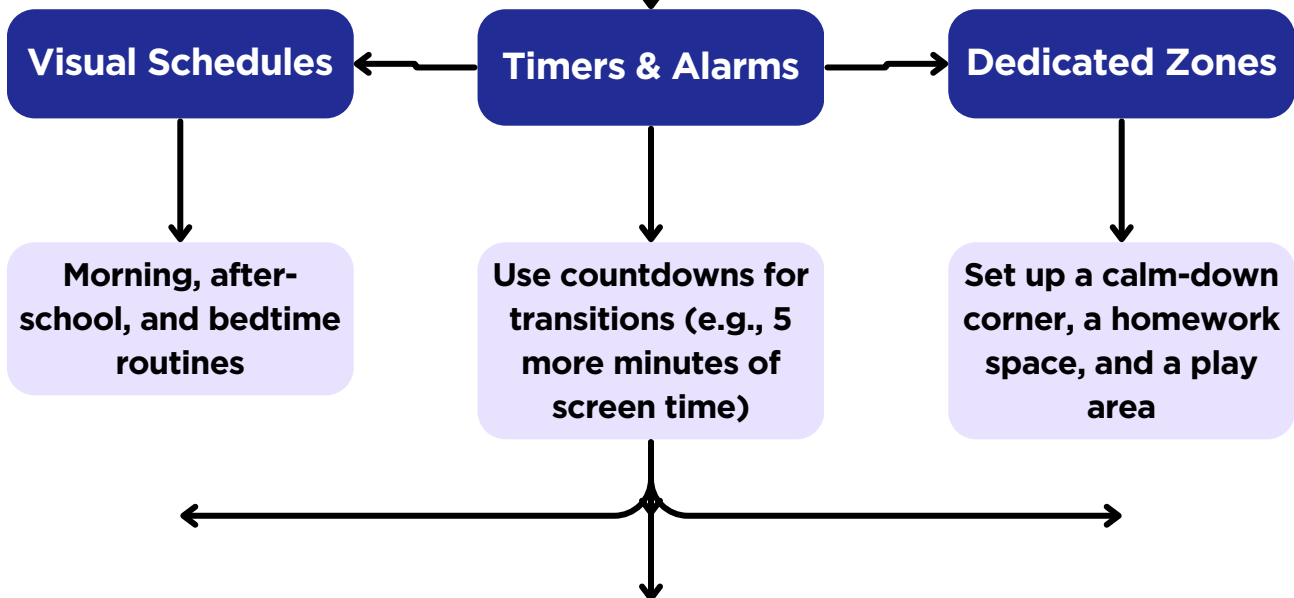 Visual Schedules
Timers & Alarms
Dedicated Zones
Morning, after-
school, and bedtime
routines
Use countdowns for
transitions (e.g., 5
more minutes of
screen time)
Set up a calm-down
corner, a homework
space, and a play
area